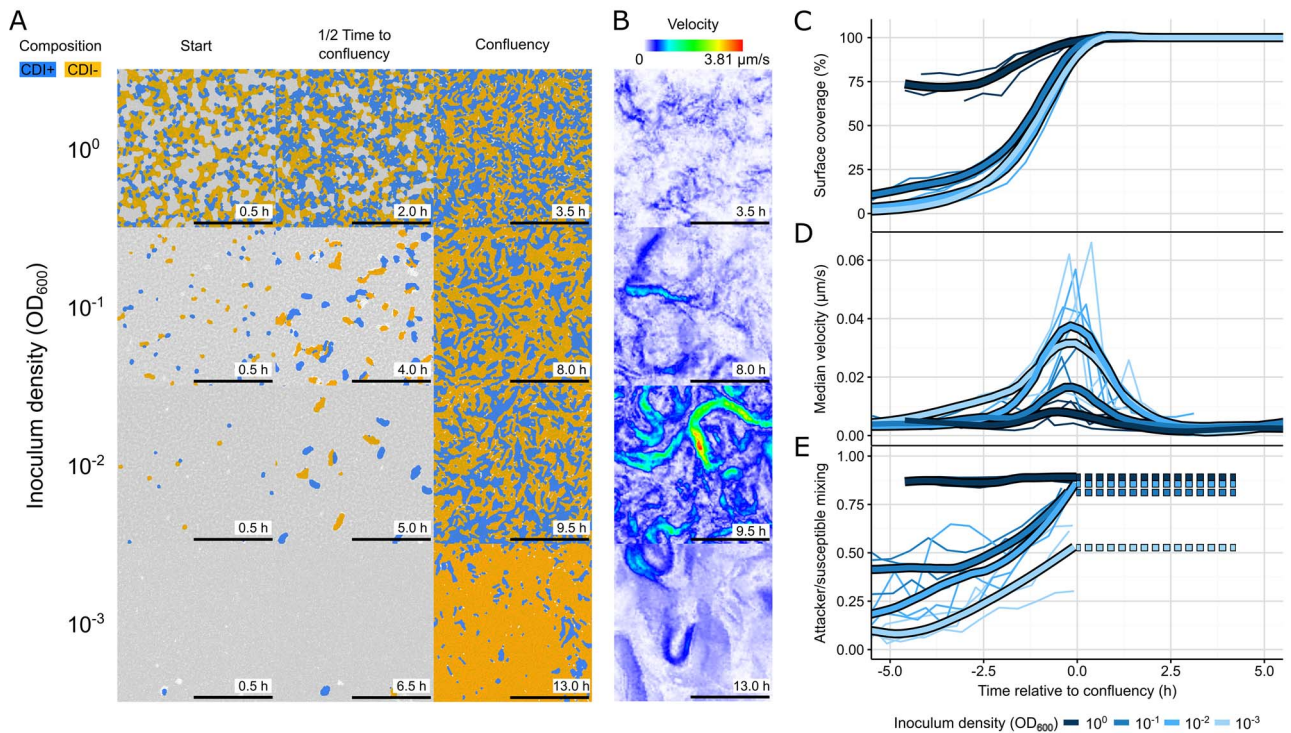 A
Composition
CDI+ CDI-
Start
1/2 Time to
confluency
Confluency
Inoculum density (OD600)
10^0
0.5 h
2.0 h
3.5 h
10^-1
0.5 h
4.0 h
8.0 h
10^-2
0.5 h
5.0 h
9.5 h
10^-3
0.5 h
6.5 h
13.0 h
B
Velocity
0 3.81 µm/s
3.5 h
8.0 h
9.5 h
13.0 h
C
Surface coverage (%)
100
75
50
25
0
D
Median velocity (µm/s)
0.06
0.04
0.02
0.00
E
Attacker/susceptible mixing
1.00
0.75
0.50
0.25
0.00
-5.0 -2.5 0.0 2.5 5.0
Time relative to confluency (h)
Inoculum density (OD600) 10^0 10^-1 10^-2 10^-3